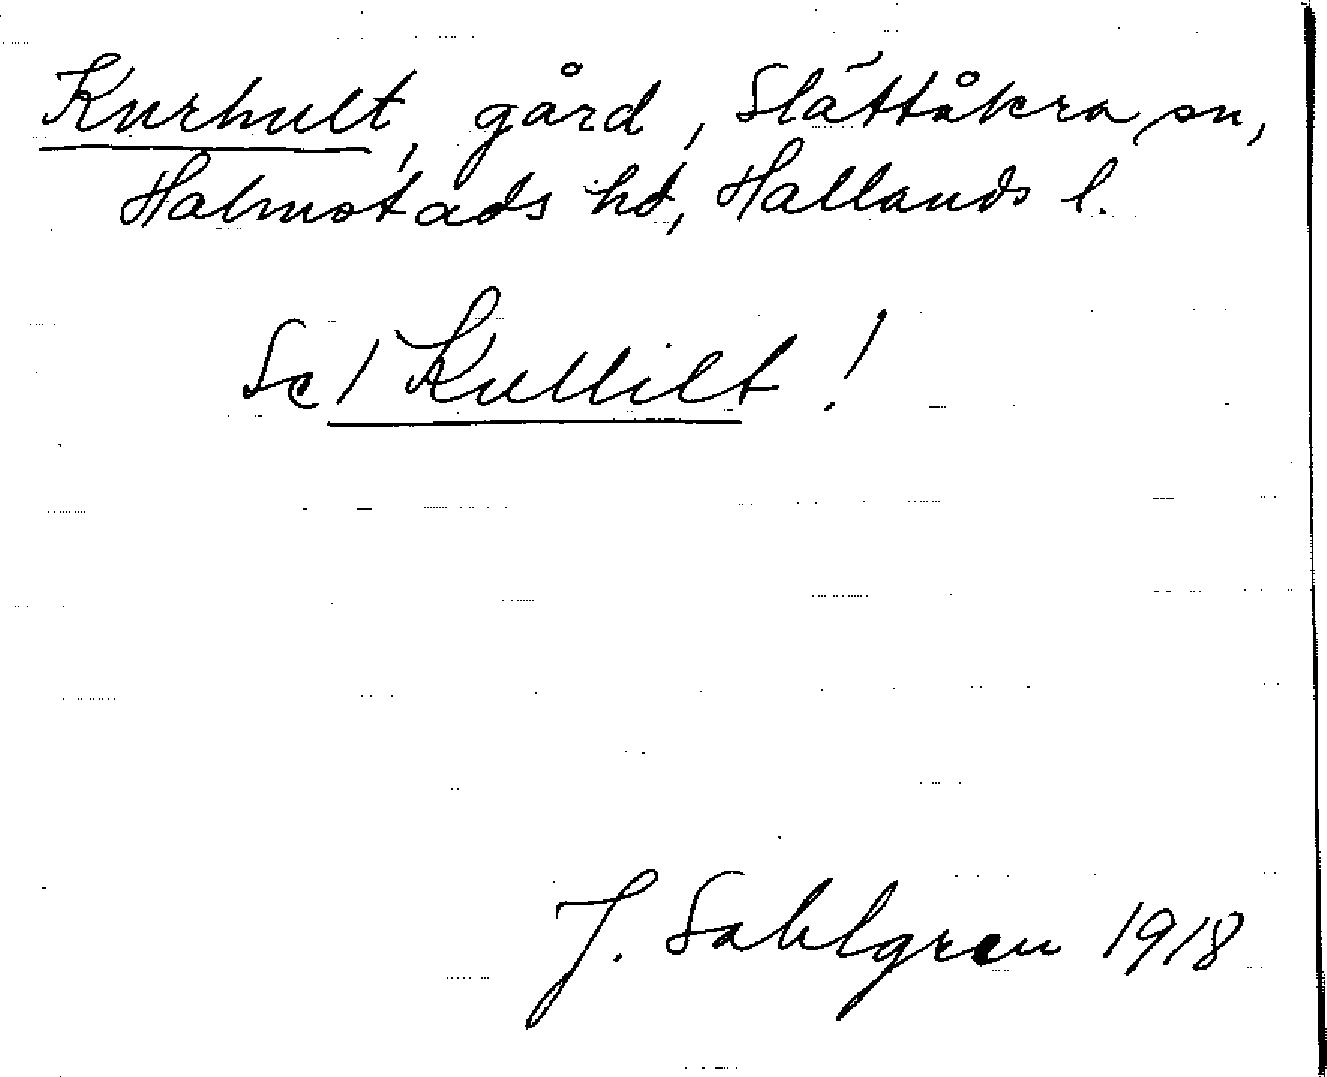 Kurhult, gård, Slättåkra sn,
Halmstads hd, Hallands l.
Se 1 Kullilt!
J. Sahlgren 1918